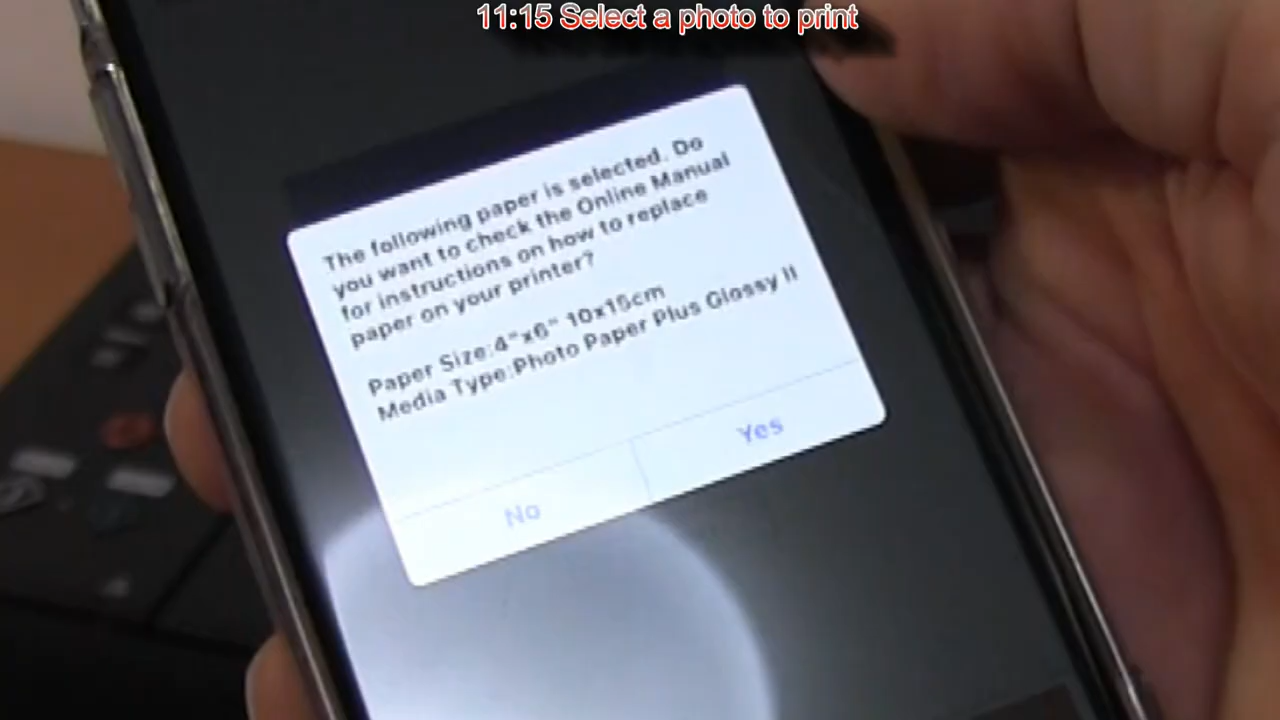 11:15 Select a photo to print
The following paper is selected. Do
you want to check the Online Manual
for instructions on how to replace
paper on your printer?
Paper Size:4"x6" 10x15cm
Media Type:Photo Paper Plus Glossy II
No
Yes